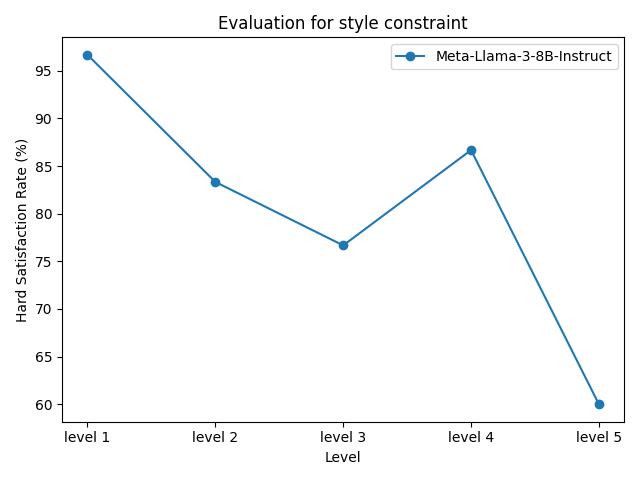 Evaluation for style constraint
Meta-Llama-3-8B-Instruct
Hard Satisfaction Rate (%)
95
90
85
80
75
70
65
60
level 1
level 2
level 3
level 4
level 5
Level